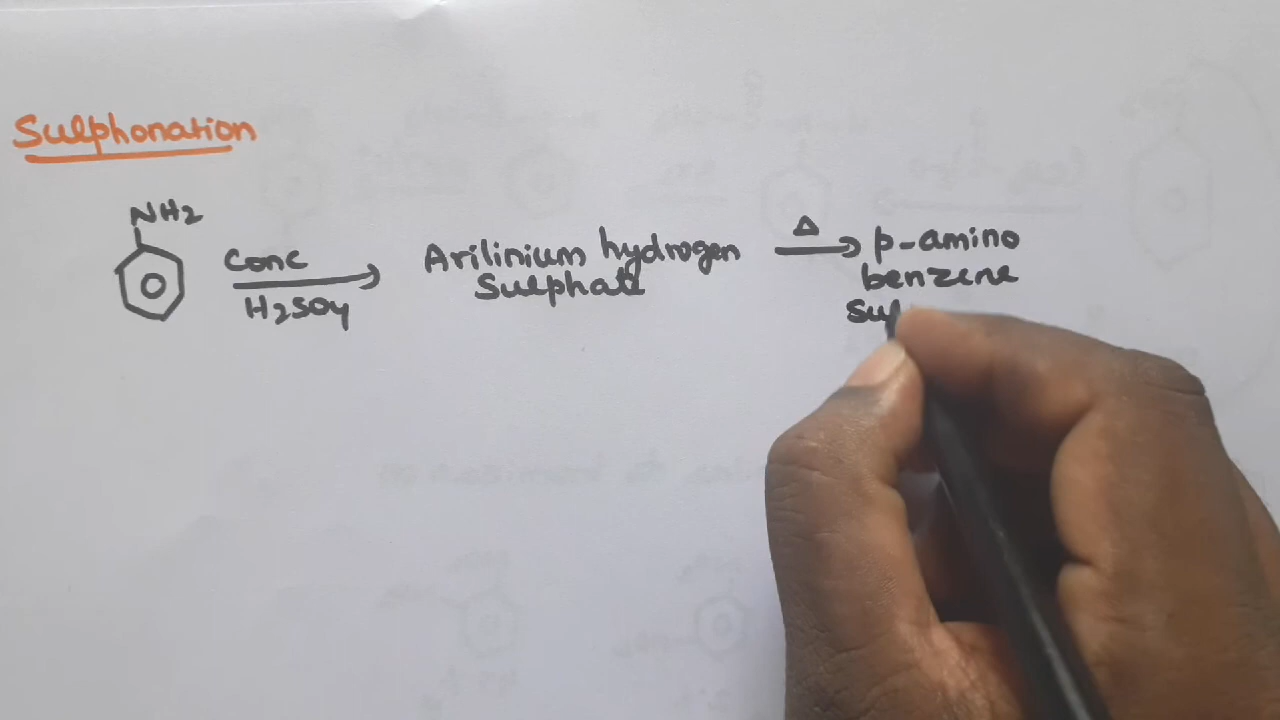 Sulphonation
NH2
Conc
H2SO4
Arilinium hydrogen
Sulphate
Δ
p-amino
benzene